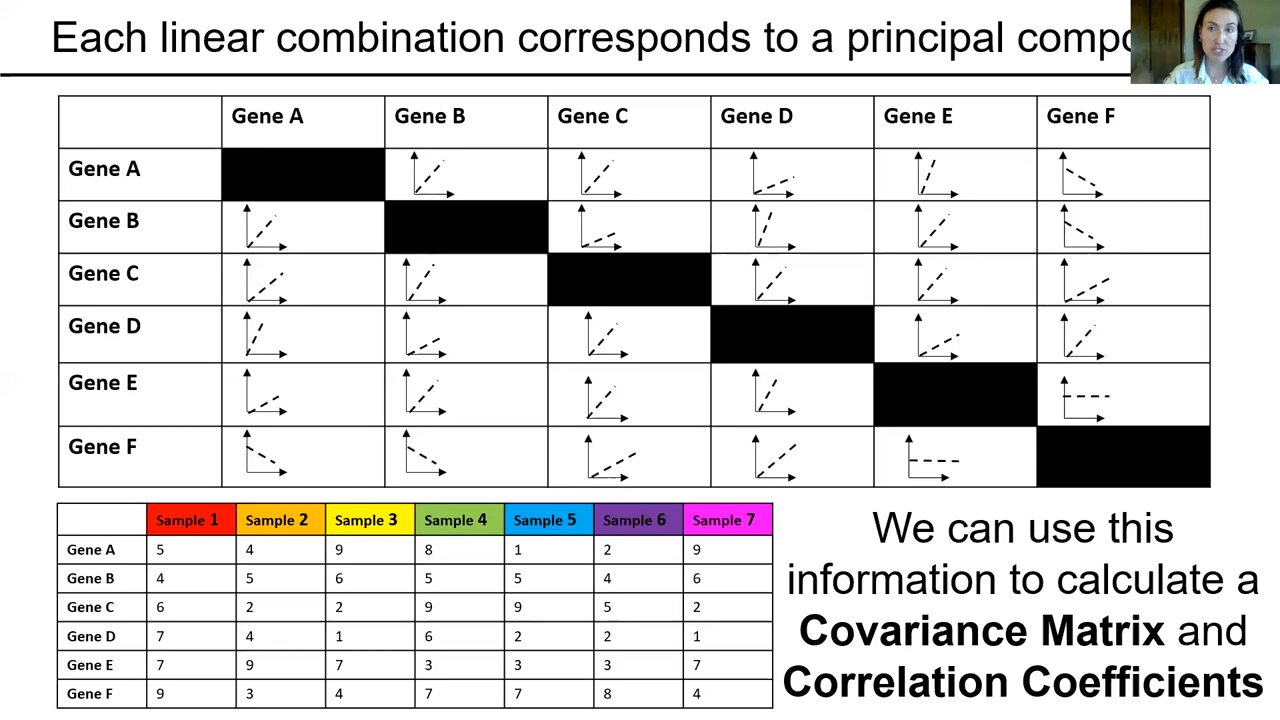 Each linear combination corresponds to a principal compo
Gene A Gene B Gene C Gene D Gene E Gene F
Gene A
Gene B
Gene C
Gene D
Gene E
Gene F
Sample 1 Sample 2 Sample 3 Sample 4 Sample 5 Sample 6 Sample 7
Gene A 5 4 9 8 1 2 9
Gene B 4 5 6 5 5 4 6
Gene C 6 2 2 9 9 5 2
Gene D 7 4 1 6 2 2 1
Gene E 7 9 7 3 3 3 7
Gene F 9 3 4 7 7 8 4
We can use this
information to calculate a
Covariance Matrix and
Correlation Coefficients